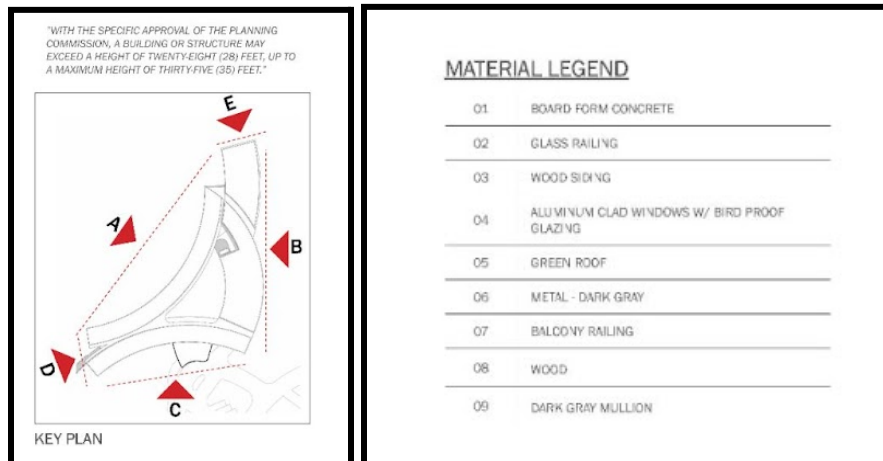 "WITH THE SPECIFIC APPROVAL OF THE PLANNING
COMMISSION, A BUILDING OR STRUCTURE MAY
EXCEED A HEIGHT OF TWENTY-EIGHT (28) FEET, UP TO
A MAXIMUM HEIGHT OF THIRTY-FIVE (35) FEET."
E
A
B
D
C
KEY PLAN
MATERIAL LEGEND
01 BOARD FORM CONCRETE
02 GLASS RAILING
03 WOOD SIDING
04 ALUMINUM CLAD WINDOWS W/ BIRD PROOF
GLAZING
05 GREEN ROOF
06 METAL - DARK GRAY
07 BALCONY RAILING
08 WOOD
09 DARK GRAY MULLION